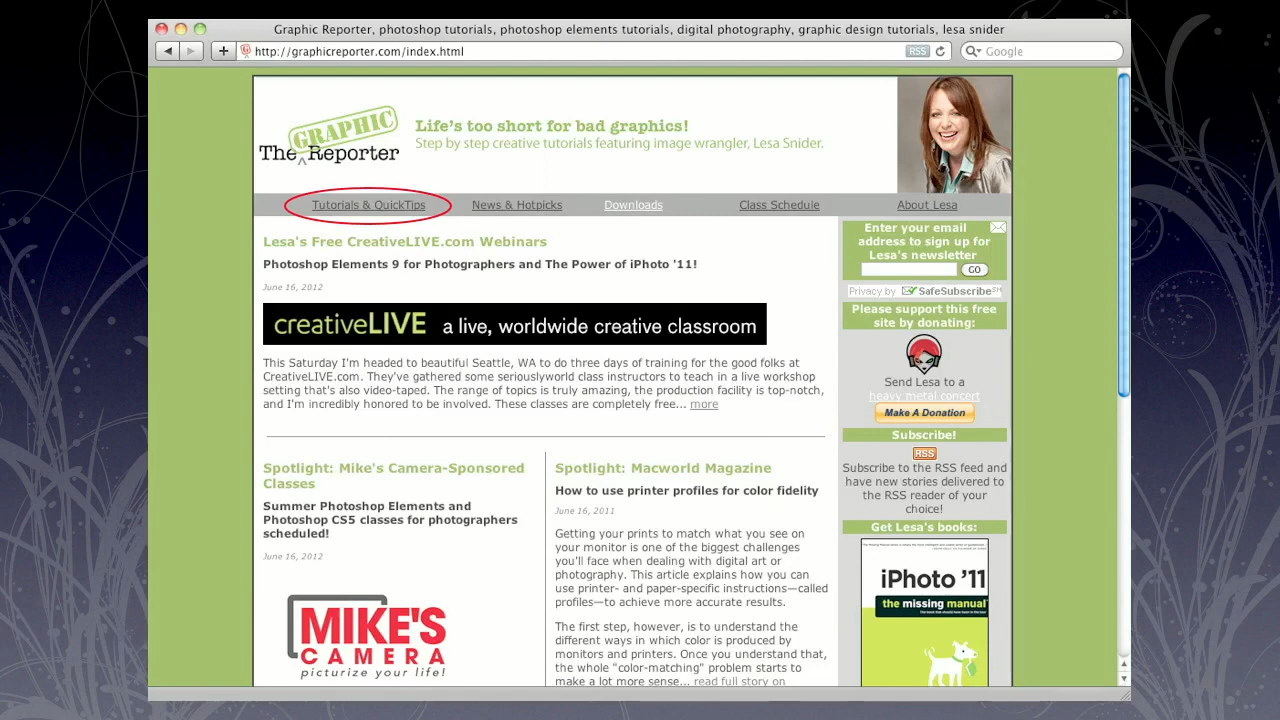 Graphic Reporter, photoshop tutorials, photoshop elements tutorials, digital photography, graphic design tutorials, lesa snider
http://graphicreporter.com/index.html
RSS
Google
The GRAPHIC Reporter
Life's too short for bad graphics!
Step by step creative tutorials featuring image wrangler, Lesa Snider.
Tutorials & QuickTips
News & Hotpicks
Downloads
Class Schedule
About Lesa
Lesa's Free CreativeLIVE.com Webinars
Photoshop Elements 9 for Photographers and The Power of iPhoto '11!
June 16, 2012
creativeLIVE a live, worldwide creative classroom
This Saturday I'm headed to beautiful Seattle, WA to do three days of training for the good folks at
CreativeLIVE.com. They've gathered some seriouslyworld class instructors to teach in a live workshop
setting that's also video-taped. The range of topics is truly amazing, the production facility is top-notch,
and I'm incredibly honored to be involved. These classes are completely free... more
Spotlight: Mike's Camera-Sponsored
Classes
Summer Photoshop Elements and
Photoshop CS5 classes for photographers
scheduled!
June 16, 2012
MIKE'S
CAMERA
picturize your life!
Spotlight: Macworld Magazine
How to use printer profiles for color fidelity
June 16, 2011
Getting your prints to match what you see on
your monitor is one of the biggest challenges
you'll face when dealing with digital art or
photography. This article explains how you can
use printer- and paper-specific instructions—called
profiles—to achieve more accurate results.
The first step, however, is to understand the
different ways in which color is produced by
monitors and printers. Once you understand that,
the whole "color-matching" problem starts to
make a lot more sense... read full story on
Enter your email
address to sign up for
Lesa's newsletter
GO
Privacy by SafeSubscribe SM
Please support this free
site by donating:
Send Lesa to a
heavy metal concert
Make A Donation
Subscribe!
RSS
Subscribe to the RSS feed and
have new stories delivered to
the RSS reader of your
choice!
Get Lesa's books:
iPhoto '11
the missing manual
The book that should have been in the box